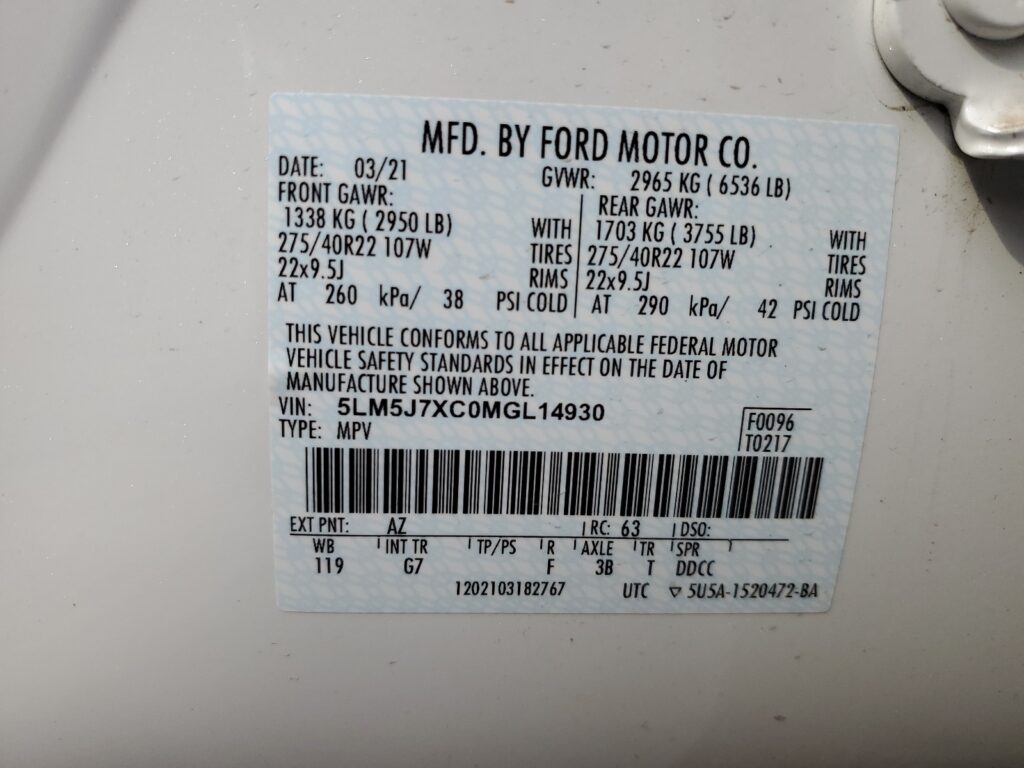 MFD. BY FORD MOTOR CO.
DATE: 03/21 GVWR: 2965 KG ( 6536 LB)
FRONT GAWR: REAR GAWR:
1338 KG ( 2950 LB) WITH 1703 KG ( 3755 LB) WITH
275/40R22 107W TIRES 275/40R22 107W TIRES
22x9.5J RIMS 22x9.5J RIMS
AT 260 kPa/ 38 PSI COLD AT 290 kPa/ 42 PSI COLD
THIS VEHICLE CONFORMS TO ALL APPLICABLE FEDERAL MOTOR
VEHICLE SAFETY STANDARDS IN EFFECT ON THE DATE OF
MANUFACTURE SHOWN ABOVE.
VIN: 5LM5J7XC0MGL14930 F0096
TYPE: MPV T0217
EXT PNT: AZ RC: 63 DSO:
WB INT TR TP/PS R AXLE TR SPR
119 G7 F 3B T DDCC
1202103182767 UTC ▽ 5U5A-1520472-BA